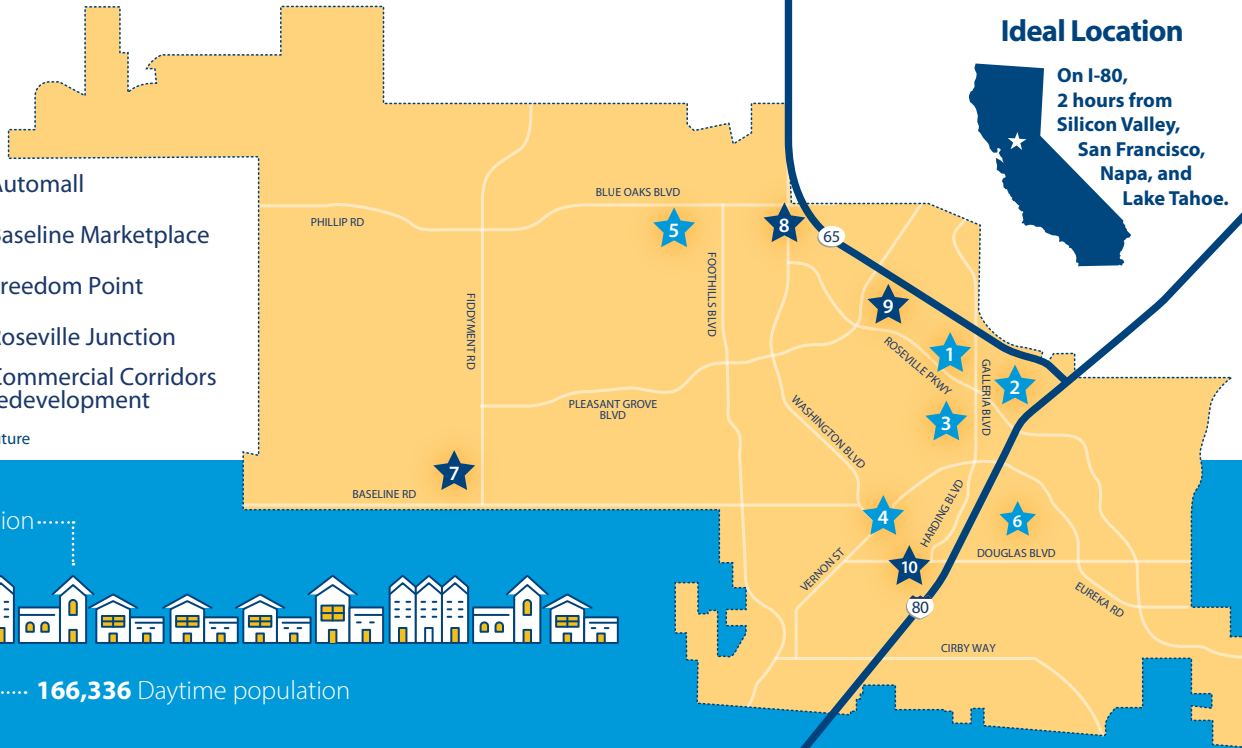 Ideal Location
On I-80,
2 hours from
Silicon Valley,
San Francisco,
Napa, and
Lake Tahoe.
Automall
Baseline Marketplace
reedom Point
Roseville Junction
Commercial Corridors
edevelopment
uture
BLUE OAKS BLVD
PHILLIP RD
5
8
65
FOOTHILLS BLVD
FIDDYMENT RD
9
ROSEVILLE PKWY
1
GALLERIA BLVD
2
3
PLEASANT GROVE
BLVD
WASHINGTON BLVD
7
BASELINE RD
4
HARDING BLVD
6
DOUGLAS BLVD
VERNON ST
10
80
EUREKA RD
CIRBY WAY
ion
166,336 Daytime population